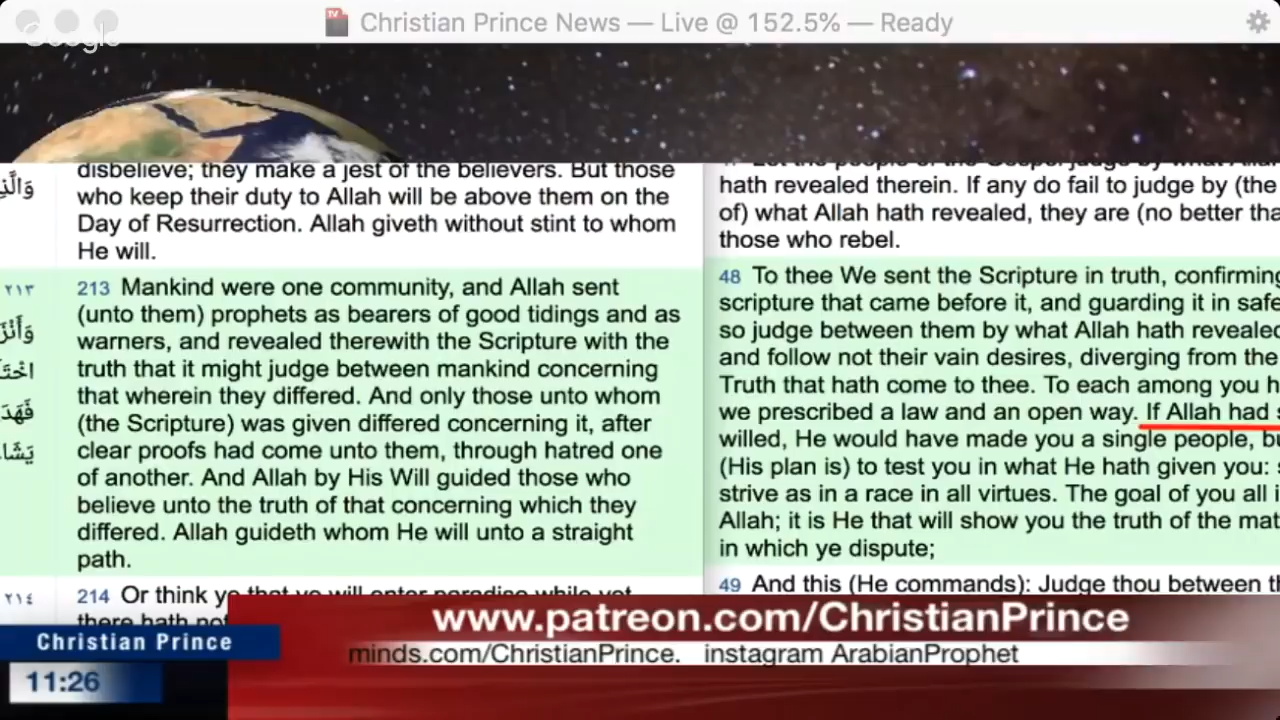 Christian Prince News — Live @ 152.5% — Ready
Google
disbelieve; they make a jest of the believers. But those
who keep their duty to Allah will be above them on the
Day of Resurrection. Allah giveth without stint to whom
He will.
٢١٣
213 Mankind were one community, and Allah sent
(unto them) prophets as bearers of good tidings and as
warners, and revealed therewith the Scripture with the
truth that it might judge between mankind concerning
that wherein they differed. And only those unto whom
(the Scripture) was given differed concerning it, after
clear proofs had come unto them, through hatred one
of another. And Allah by His Will guided those who
believe unto the truth of that concerning which they
differed. Allah guideth whom He will unto a straight
path.
٢١٤
214 Or think ye that ye will enter paradise while yet
there hath not
hath revealed therein. If any do fail to judge by (the
of) what Allah hath revealed, they are (no better
those who rebel.
48 To thee We sent the Scripture in truth, confirming
scripture that came before it, and guarding it in
so judge between them by what Allah hath revealed
and follow not their vain desires, diverging from the
Truth that hath come to thee. To each among you
we prescribed a law and an open way. If Allah had
willed, He would have made you a single people,
(His plan is) to test you in what He hath given you:
strive as in a race in all virtues. The goal of you all
Allah; it is He that will show you the truth of the
in which ye dispute;
49 And this (He commands): Judge thou between
www.patreon.com/ChristianPrince
Christian Prince
minds.com/ChristianPrince. instagram ArabianProphet
11:26